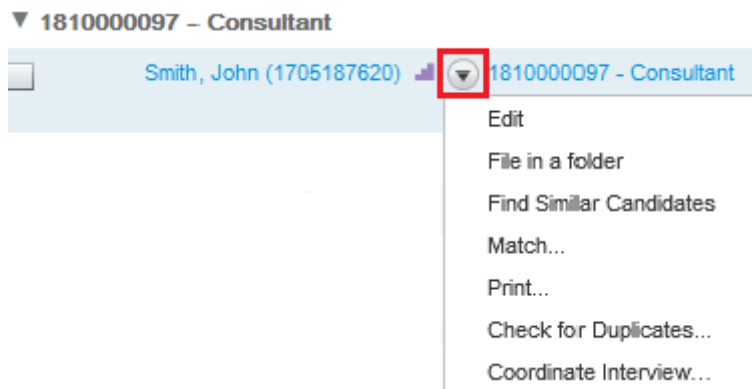 1810000097 – Consultant
Smith, John (1705187620) 1810000097 - Consultant
Edit
File in a folder
Find Similar Candidates
Match...
Print...
Check for Duplicates...
Coordinate Interview...